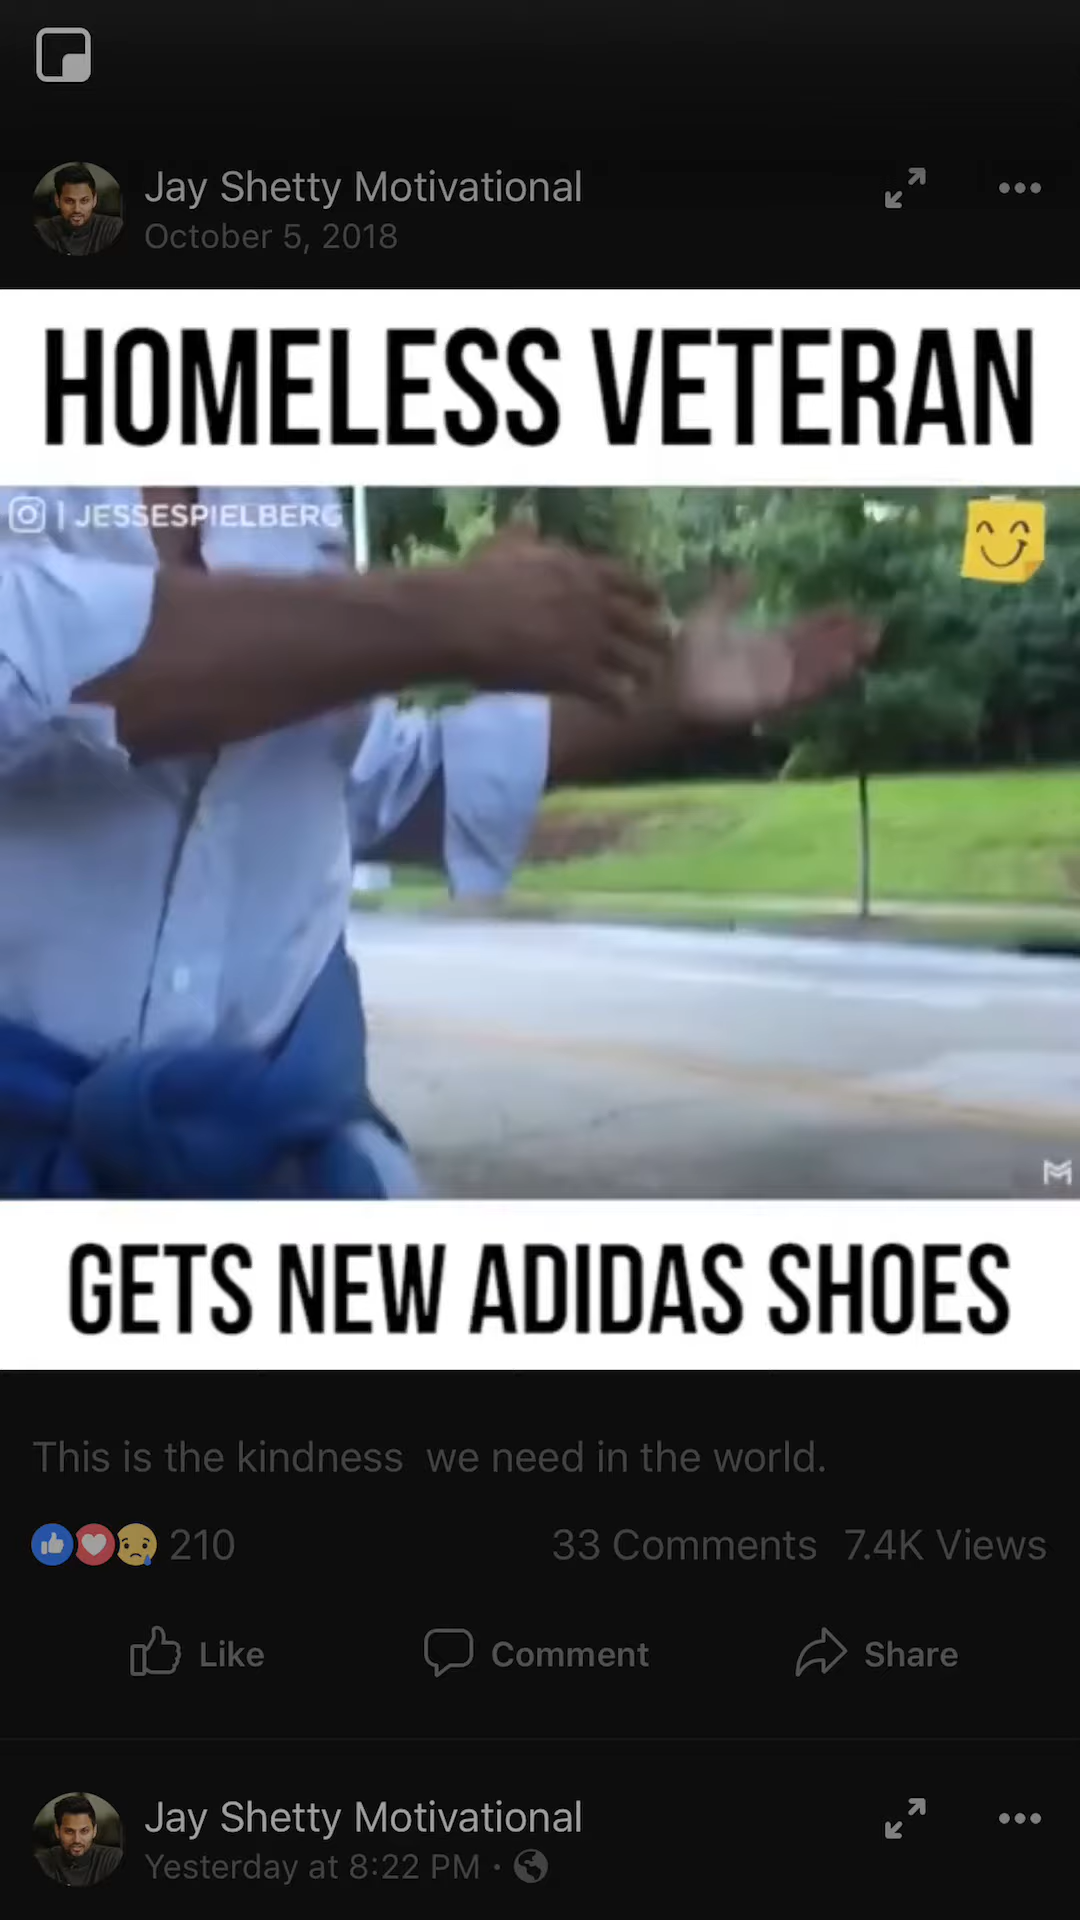 Jay Shetty Motivational
October 5, 2018
HOMELESS VETERAN
| JESSESPIELBERG
GETS NEW ADIDAS SHOES
This is the kindness  we need in the world.
210 33 Comments 7.4K Views
Like Comment Share
Jay Shetty Motivational
Yesterday at 8:22 PM ·